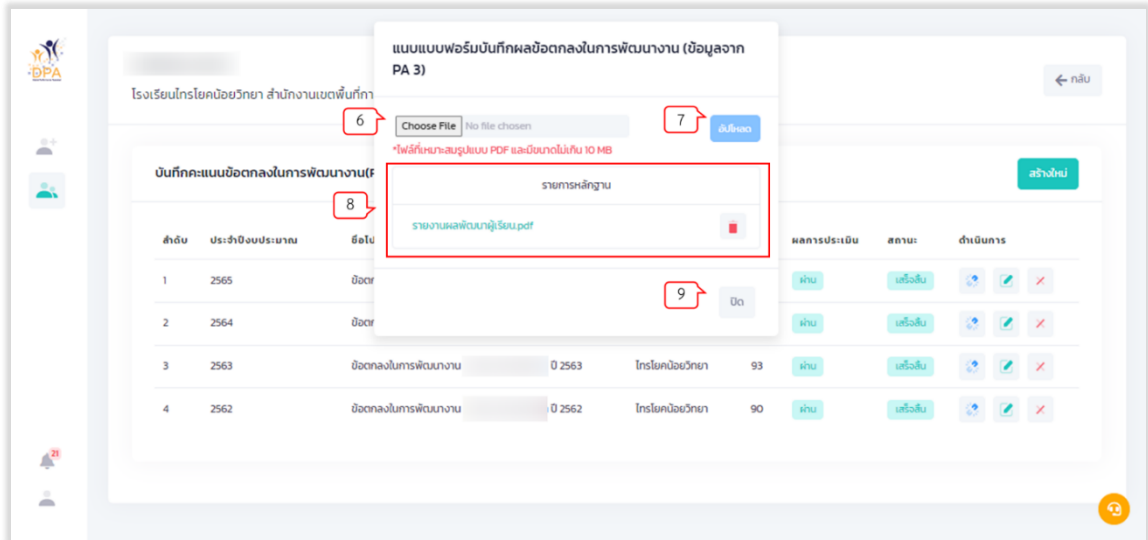 DPA
แนบแบบฟอร์มบันทึกผลข้อตกลงในการพัฒนางาน (ข้อมูลจาก
PA 3)
โรงเรียนไทรโยคน้อยวิทยา สำนักงานเขตพื้นที่กา
กลับ
6
Choose File No file chosen
7
อัปโหลด
*ไฟล์ที่เหมาะสมรูปแบบ PDF และมีขนาดไม่เกิน 10 MB
บันทึกคะแนนข้อตกลงในการพัฒนางาน(P
สร้างใหม่
รายการหลักฐาน
8
รายงานผลพัฒนาผู้เรียน.pdf
ลำดับ ประจำปีงบประมาณ ชื่อไ ผลการประเมิน สถานะ ดำเนินการ
1 2565 ข้อต ผ่าน เสร็จสิ้น
9
ปิด
2 2564 ข้อต ผ่าน เสร็จสิ้น
3 2563 ข้อตกลงในการพัฒนางาน ปี 2563 ไทรโยคน้อยวิทยา 93 ผ่าน เสร็จสิ้น
4 2562 ข้อตกลงในการพัฒนางาน ปี 2562 ไทรโยคน้อยวิทยา 90 ผ่าน เสร็จสิ้น
21